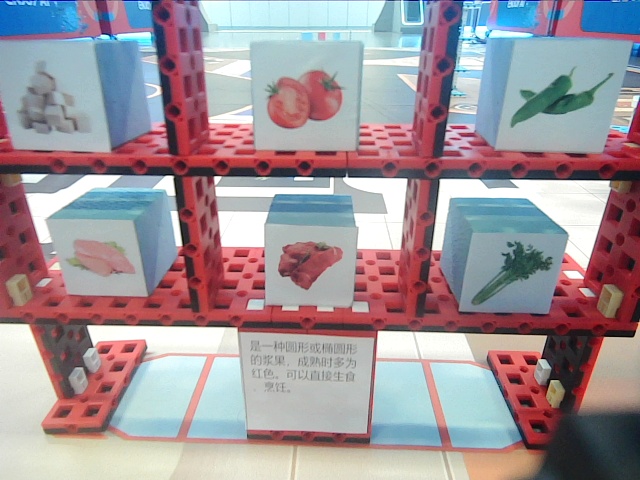 是一种圆形或椭圆形
的浆果，成熟时多为
红色。可以直接生食
、烹饪。